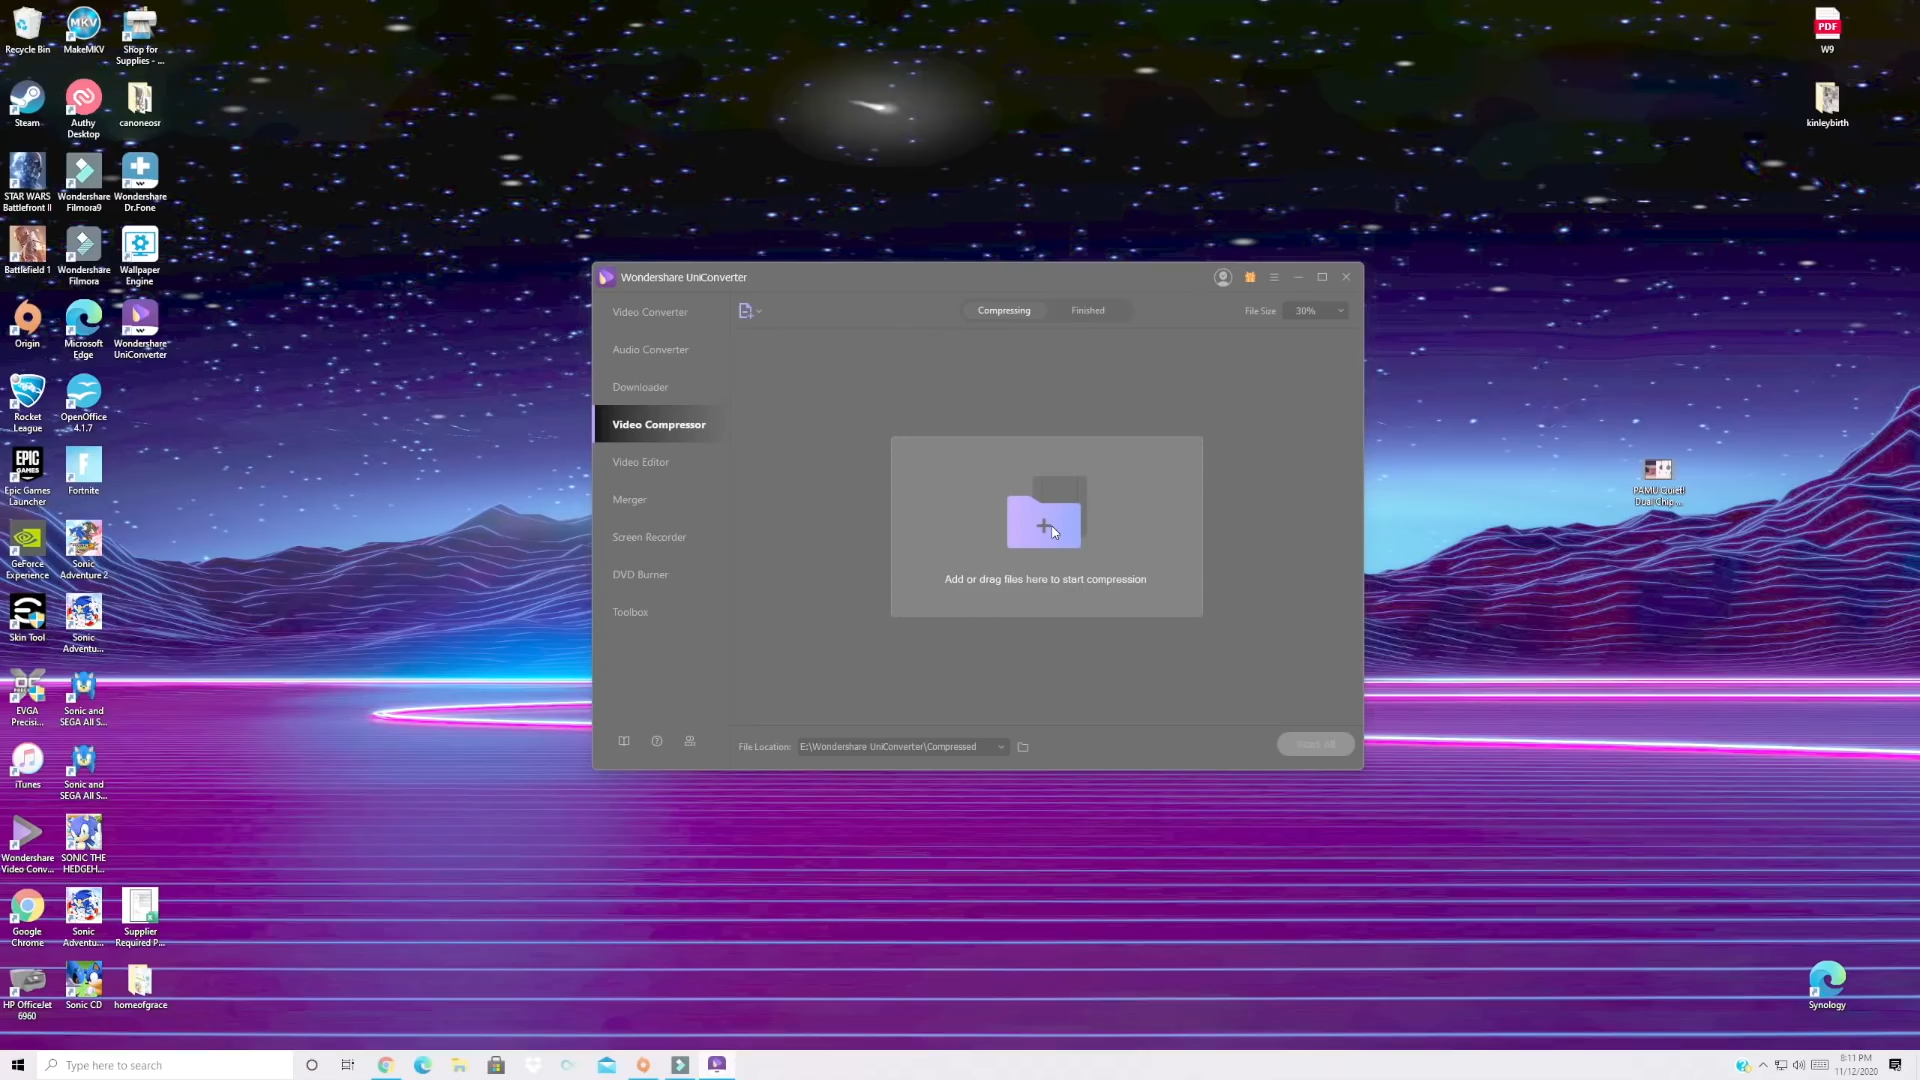 Recycle Bin
MakeMKV
SHop for
Supplies - ...
Steam
Authy
Desktop
canoneosr
STAR WARS
Battlefront II
Wondershare
Filmora9
Wondershare
Dr.Fone
Battlefield 1
Wondershare
Filmora
Wallpaper
Engine
Origin
Microsoft
Edge
Wondershare
UniConverter
Rocket
League
OpenOffice
4.1.7
Epic Games
Launcher
Fortnite
GeForce
Experience
Sonic
Adventure 2
Skin Tool
Sonic
Adventu...
EVGA
Precisi...
Sonic and
SEGA All S...
iTunes
Sonic and
SEGA All S...
Wondershare
Video Conv...
SONIC THE
HEDGEH...
Google
Chrome
Sonic
Adventu...
Supplier
Required P...
HP OfficeJet
6960
Sonic CD
homeofgrace
MKV
EPIC
GAMES
PDF
W9
kinleybirth
PAMU Quiet!
Dual Chip ...
Synology
Wondershare UniConverter
Video Converter
Audio Converter
Downloader
Video Compressor
Video Editor
Merger
Screen Recorder
DVD Burner
Toolbox
Compressing
Finished
File Size
30%
Add or drag files here to start compression
File Location:
E:\Wondershare UniConverter\Compressed
Type here to search
8:11 PM
11/12/2020